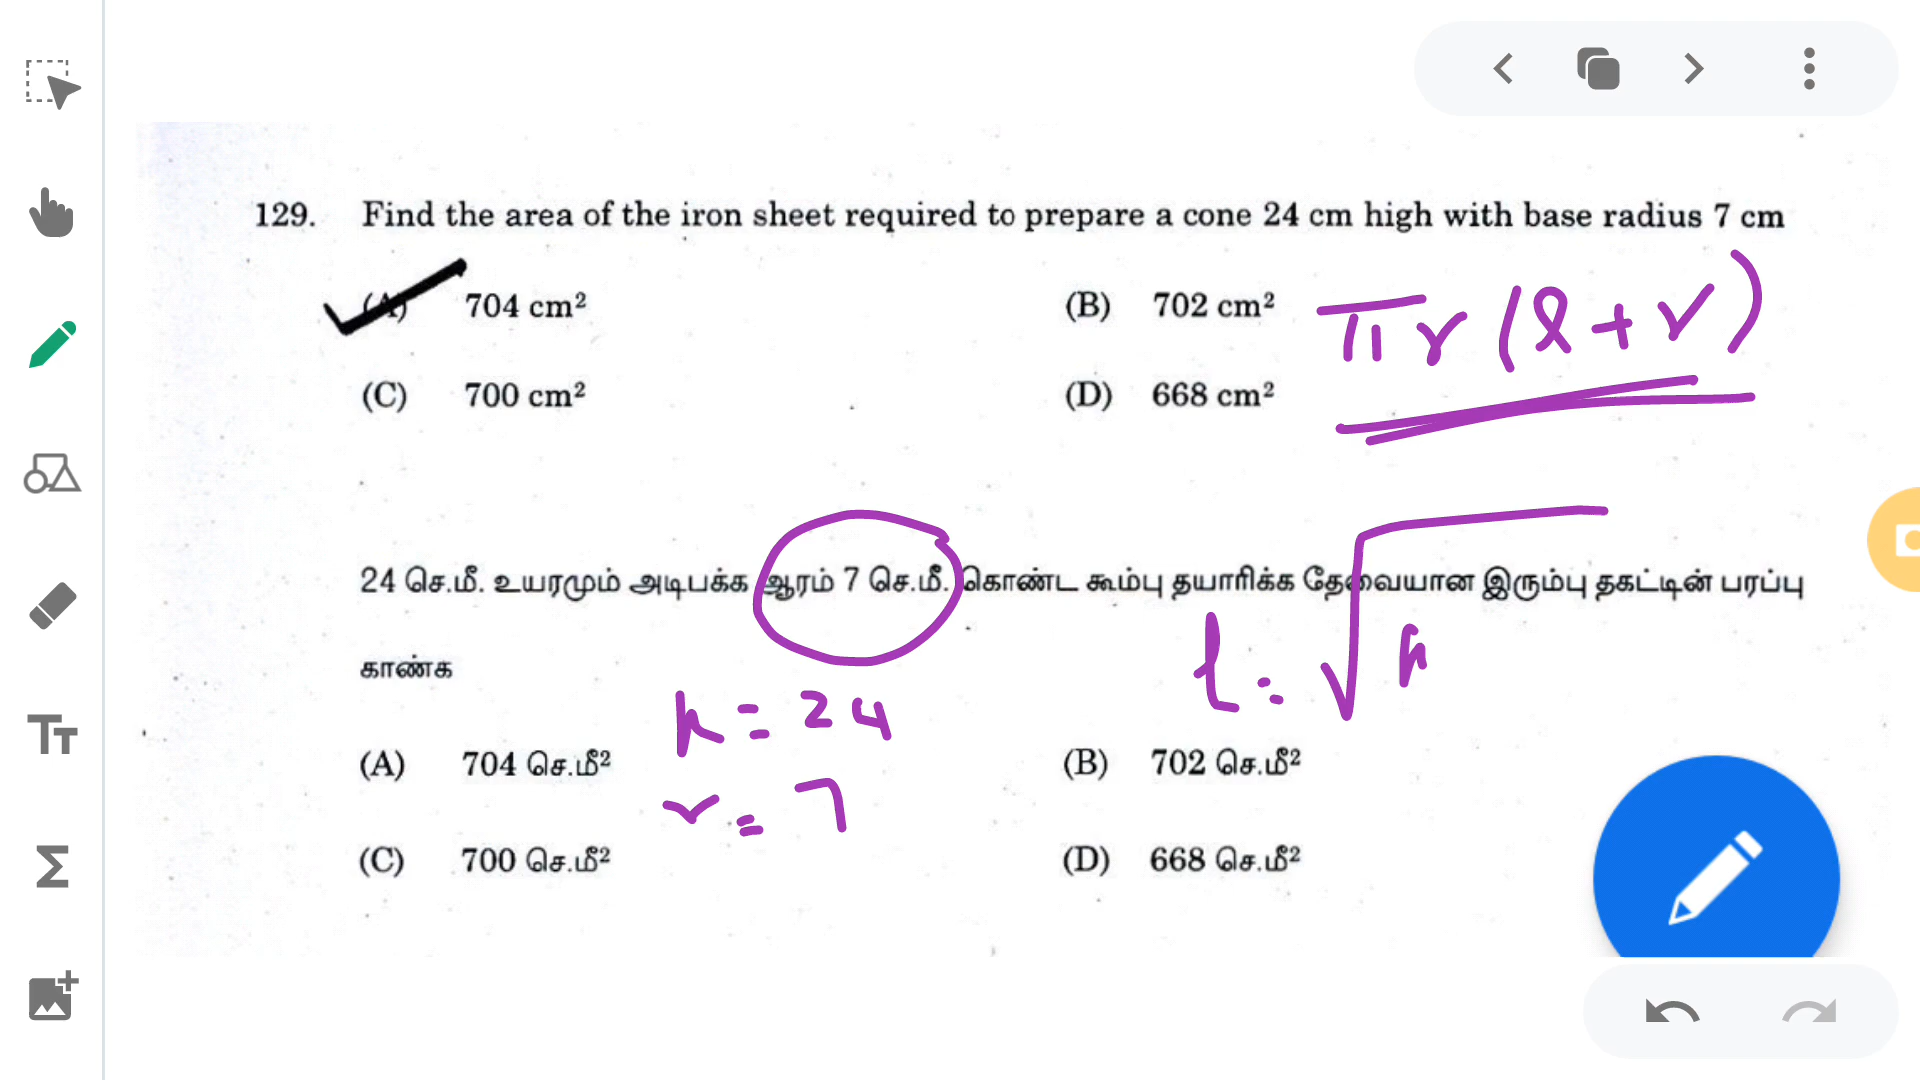 129. Find the area of the iron sheet required to prepare a cone 24 cm high with base radius 7 cm
(A) 704 cm² (B) 702 cm²
πr(l+r)
(C) 700 cm² (D) 668 cm²
24 செ.மீ. உயரமும் அடிபக்க ஆரம் 7 செ.மீ. கொண்ட கூம்பு தயாரிக்க தேவையான இரும்பு தகட்டின் பரப்பு
காண்க
l = √h
h = 24
(A) 704 செ.மீ² (B) 702 செ.மீ²
r = 7
(C) 700 செ.மீ² (D) 668 செ.மீ²